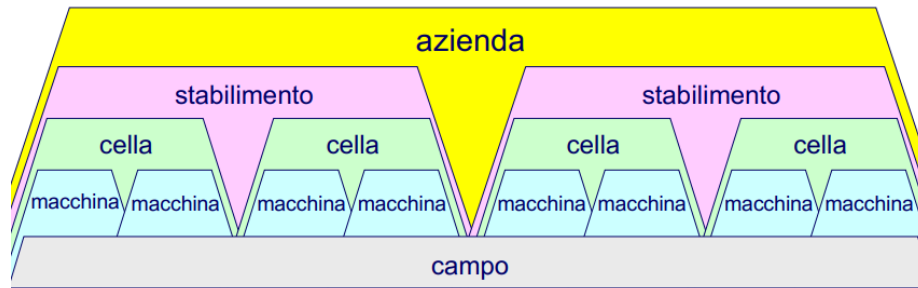 azienda
stabilimento stabilimento
cella cella cella cella
macchina macchina macchina macchina macchina macchina macchina macchina
campo